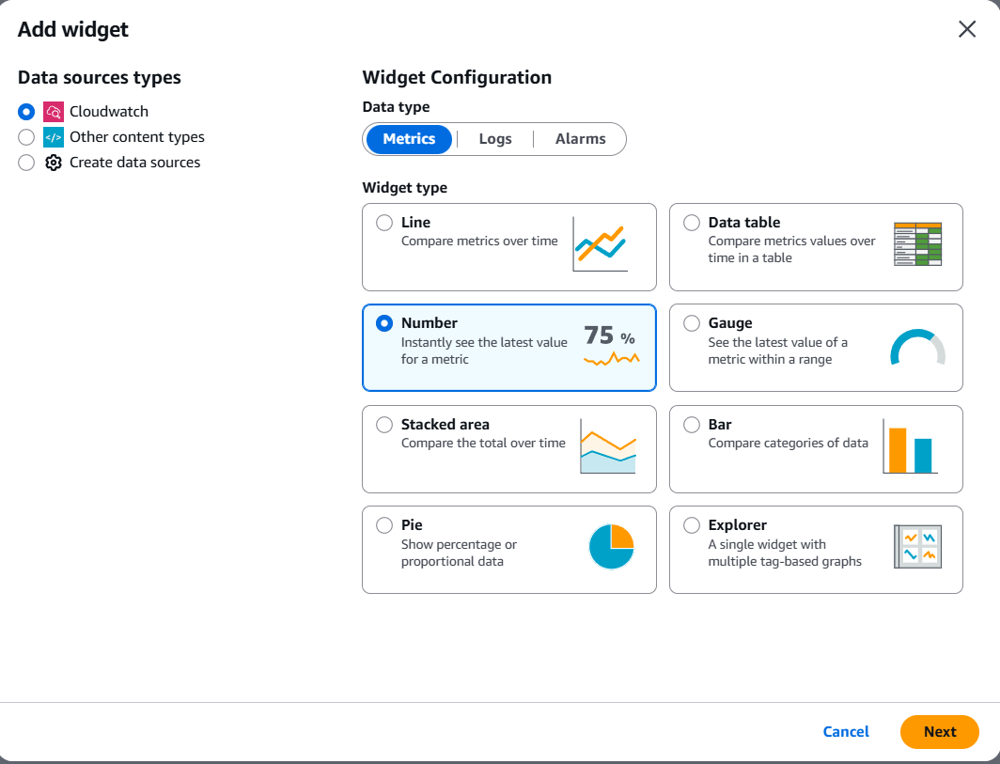 Add widget
Data sources types
Cloudwatch
Other content types
Create data sources
Widget Configuration
Data type
Metrics
Logs
Alarms
Widget type
Line
Compare metrics over time
Data table
Compare metrics values over
time in a table
Number
Instantly see the latest value
for a metric
75 %
Gauge
See the latest value of a
metric within a range
Stacked area
Compare the total over time
Bar
Compare categories of data
Pie
Show percentage or
proportional data
Explorer
A single widget with
multiple tag-based graphs
Cancel
Next